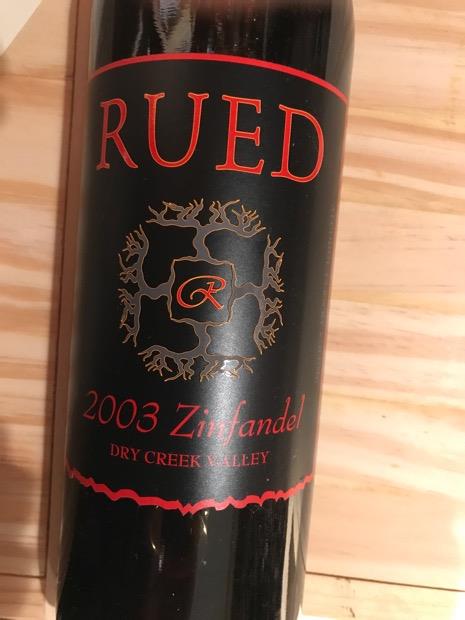 RUED
R
2003 Zinfandel
DRY CREEK VALLEY